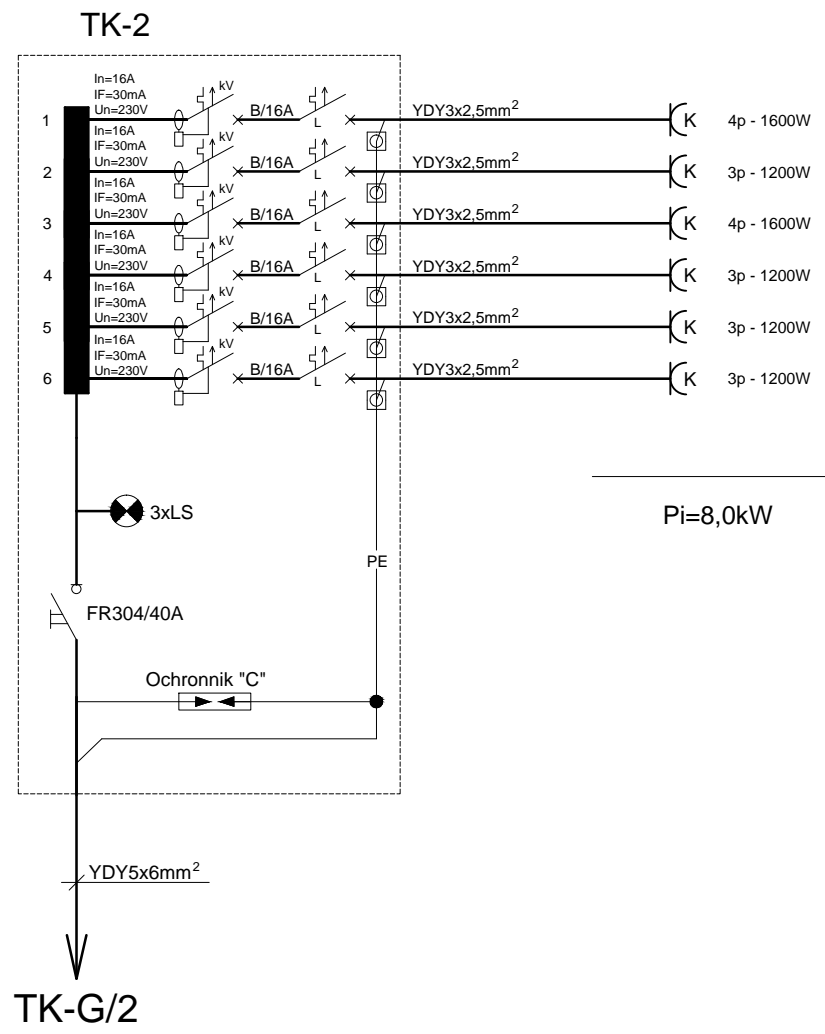 TK-2
In=16A
IF=30mA
Un=230V
kV
1
B/16A
L
YDY3x2,5mm²
K
4p - 1600W
In=16A
IF=30mA
Un=230V
kV
2
B/16A
L
YDY3x2,5mm²
K
3p - 1200W
In=16A
IF=30mA
Un=230V
kV
3
B/16A
L
YDY3x2,5mm²
K
4p - 1600W
In=16A
IF=30mA
Un=230V
kV
4
B/16A
L
YDY3x2,5mm²
K
3p - 1200W
In=16A
IF=30mA
Un=230V
kV
5
B/16A
L
YDY3x2,5mm²
K
3p - 1200W
In=16A
IF=30mA
Un=230V
kV
6
B/16A
L
YDY3x2,5mm²
K
3p - 1200W
3xLS
Pi=8,0kW
PE
FR304/40A
Ochronnik "C"
YDY5x6mm²
TK-G/2